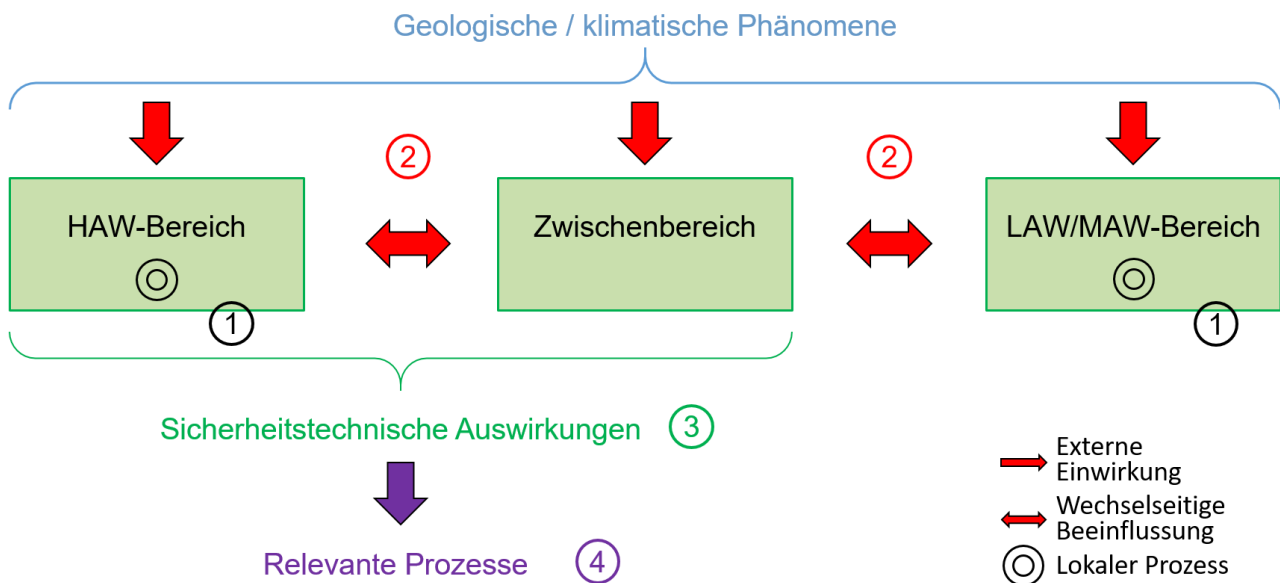 Geologische / klimatische Phänomene
2
2
HAW-Bereich
Zwischenbereich
LAW/MAW-Bereich
1
1
Sicherheitstechnische Auswirkungen
3
Relevante Prozesse
4
Externe
Einwirkung
Wechselseitige
Beeinflussung
Lokaler Prozess